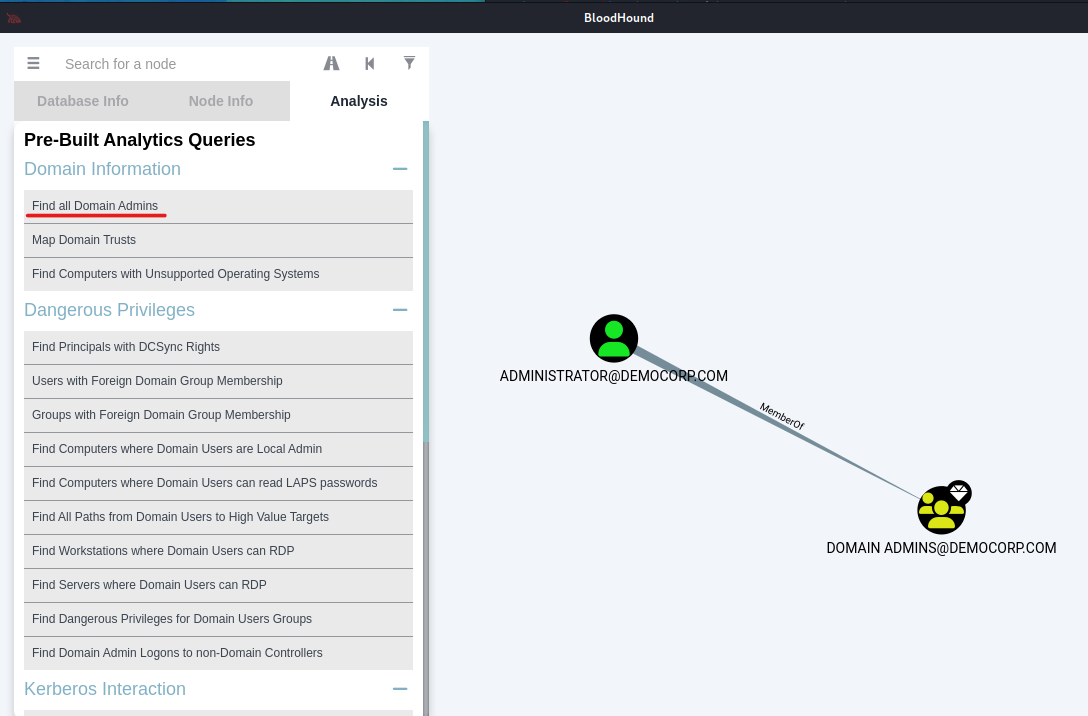 BloodHound
Search for a node
Database Info
Node Info
Analysis
Pre-Built Analytics Queries
Domain Information
Find all Domain Admins
Map Domain Trusts
Find Computers with Unsupported Operating Systems
Dangerous Privileges
Find Principals with DCSync Rights
Users with Foreign Domain Group Membership
Groups with Foreign Domain Group Membership
Find Computers where Domain Users are Local Admin
Find Computers where Domain Users can read LAPS passwords
Find All Paths from Domain Users to High Value Targets
Find Workstations where Domain Users can RDP
Find Servers where Domain Users can RDP
Find Dangerous Privileges for Domain Users Groups
Find Domain Admin Logons to non-Domain Controllers
Kerberos Interaction
ADMINISTRATOR@DEMOCORP.COM
MemberOf
DOMAIN ADMINS@DEMOCORP.COM